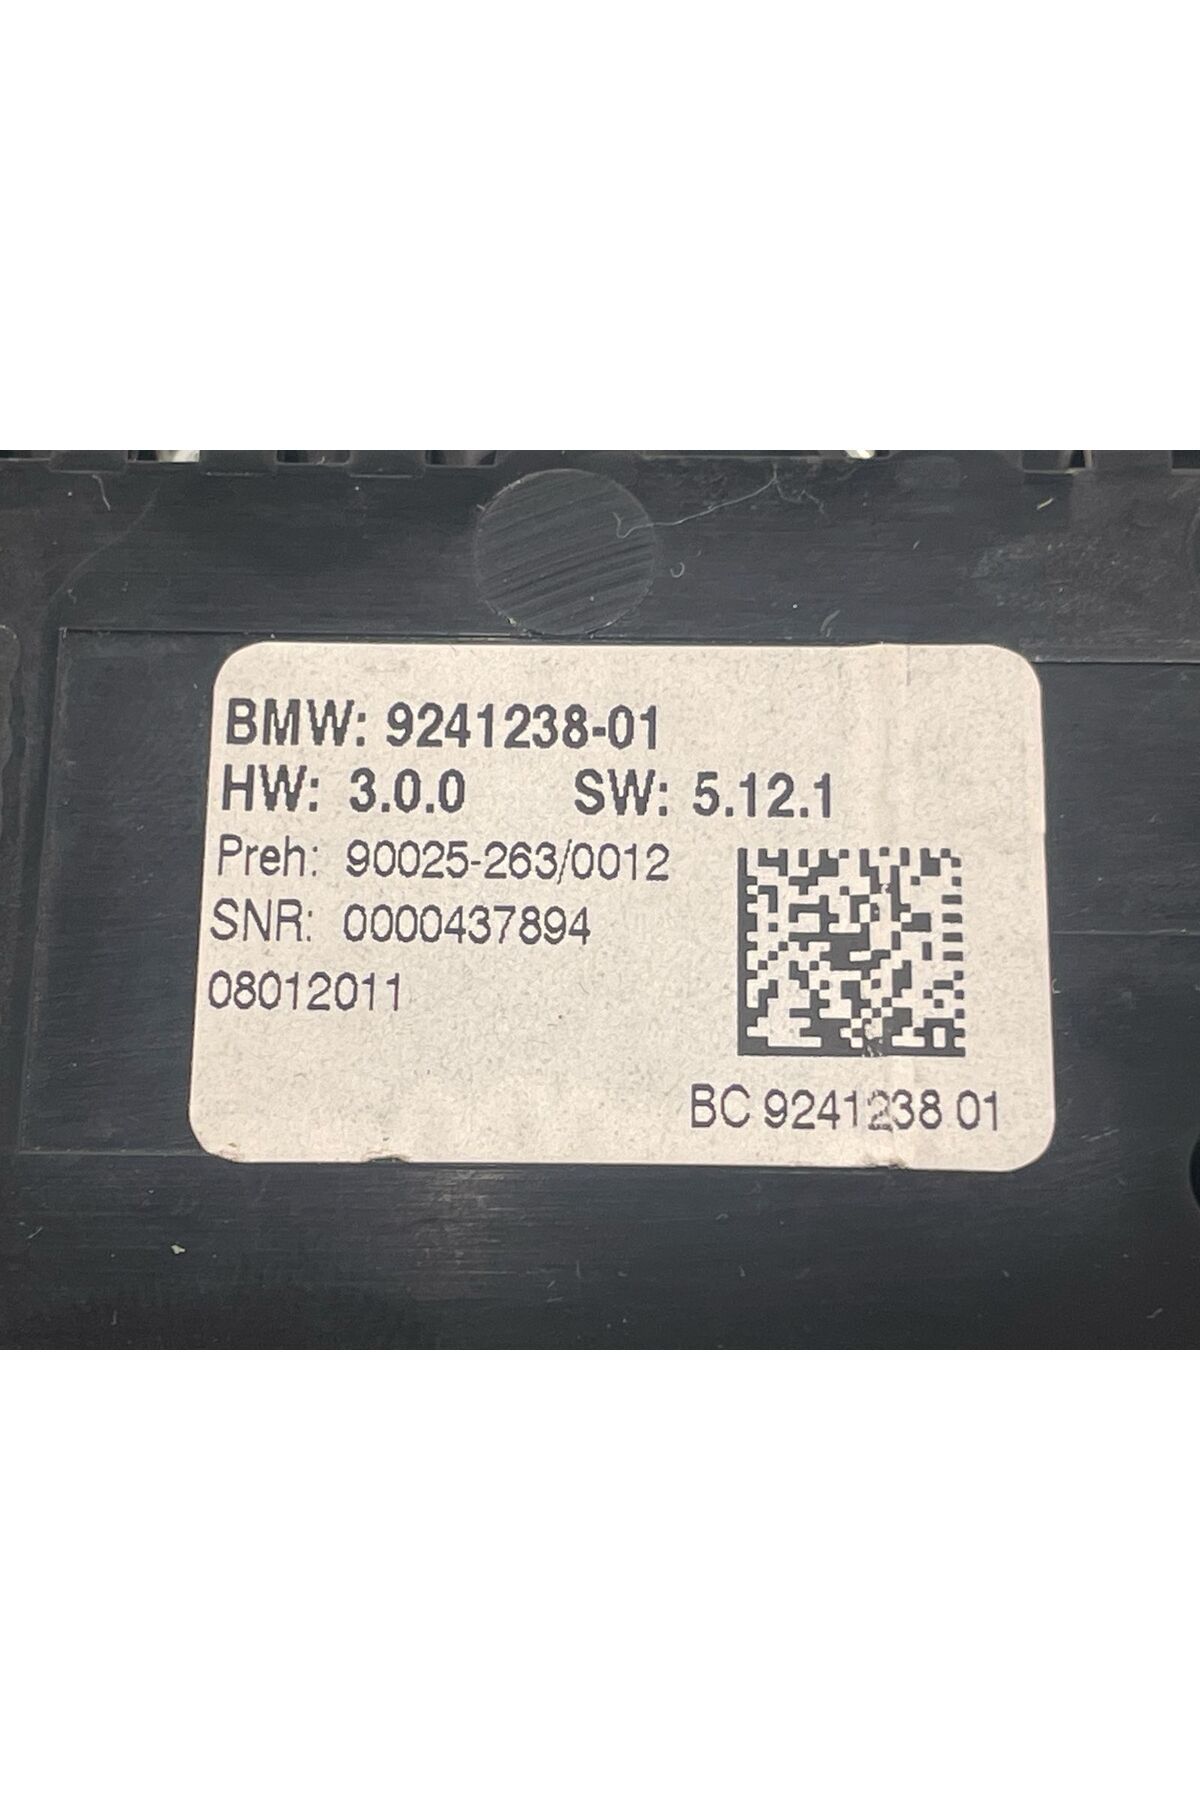 BMW: 9241238-01
HW: 3.0.0 SW: 5.12.1
Preh: 90025-263/0012
SNR: 0000437894
08012011
BC 9241238 01